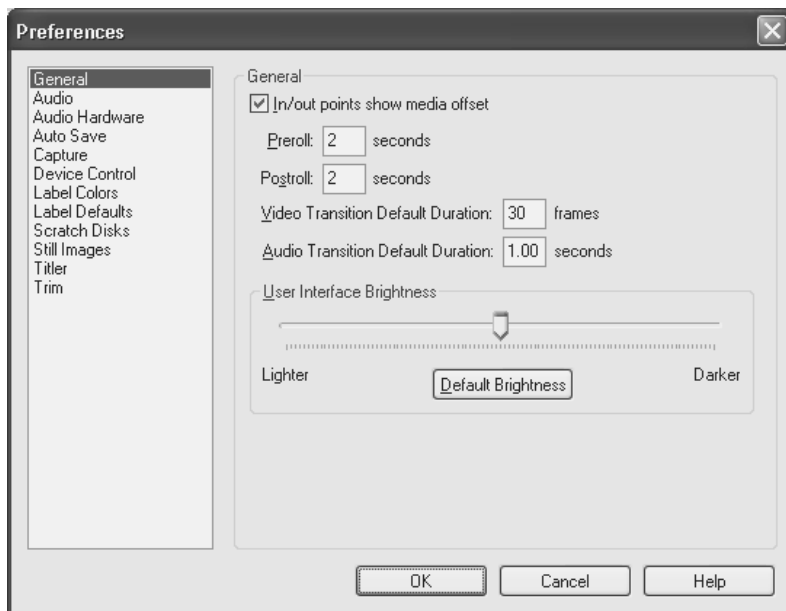 Preferences
General
Audio
Audio Hardware
Auto Save
Capture
Device Control
Label Colors
Label Defaults
Scratch Disks
Still Images
Titler
Trim
General
In/out points show media offset
Preroll: 2 seconds
Postroll: 2 seconds
Video Transition Default Duration: 30 frames
Audio Transition Default Duration: 1.00 seconds
User Interface Brightness
Lighter Default Brightness Darker
OK Cancel Help